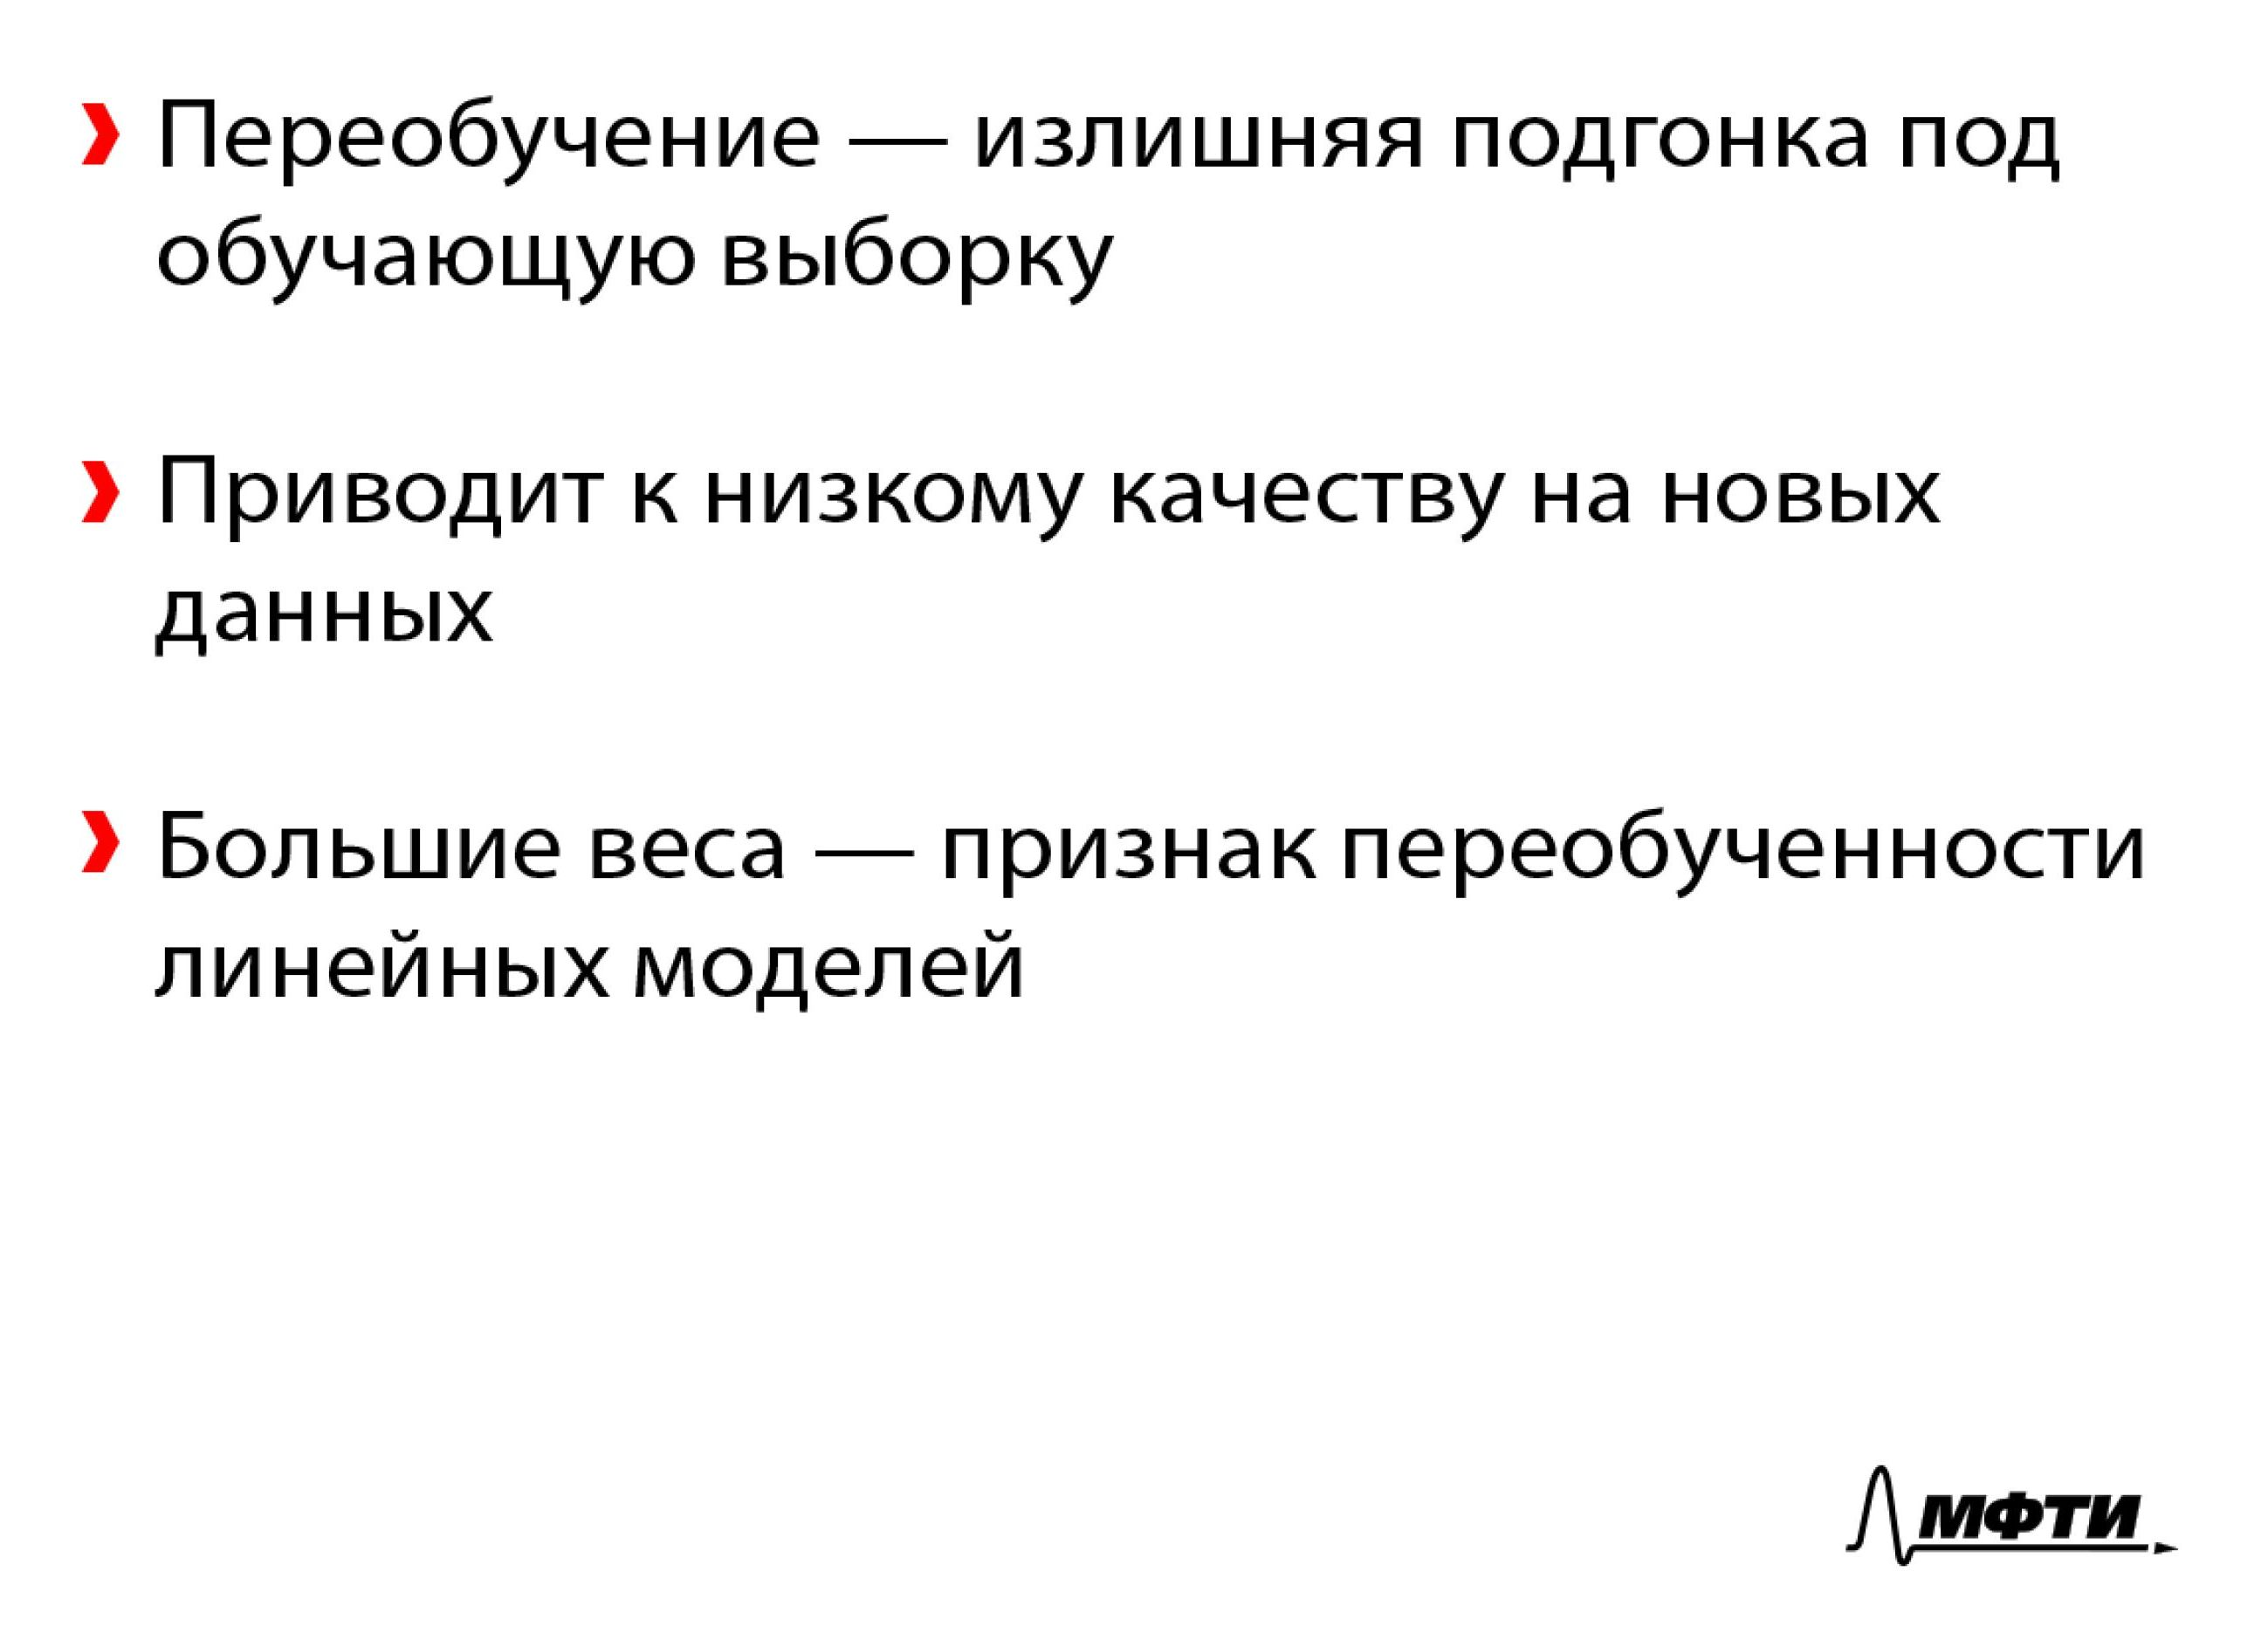 Переобучение — излишняя подгонка под
обучающую выборку
Приводит к низкому качеству на новых
данных
Большие веса — признак переобученности
линейных моделей
МФТИ